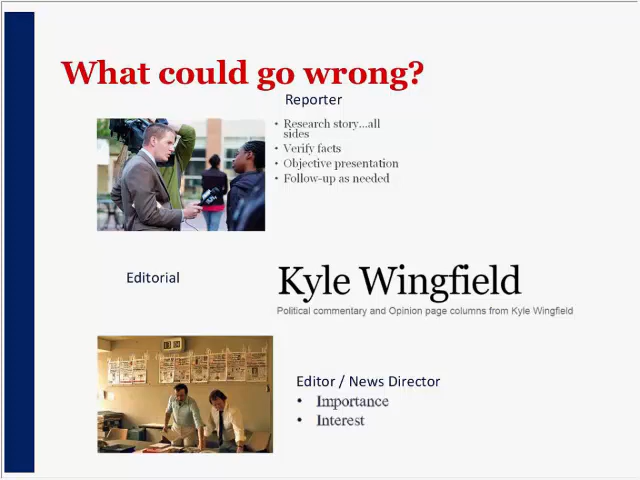 What could go wrong?
Reporter
• Research story...all
sides
• Verify facts
• Objective presentation
• Follow-up as needed
Editorial
Kyle Wingfield
Political commentary and Opinion page columns from Kyle Wingfield
Editor / News Director
• Importance
• Interest